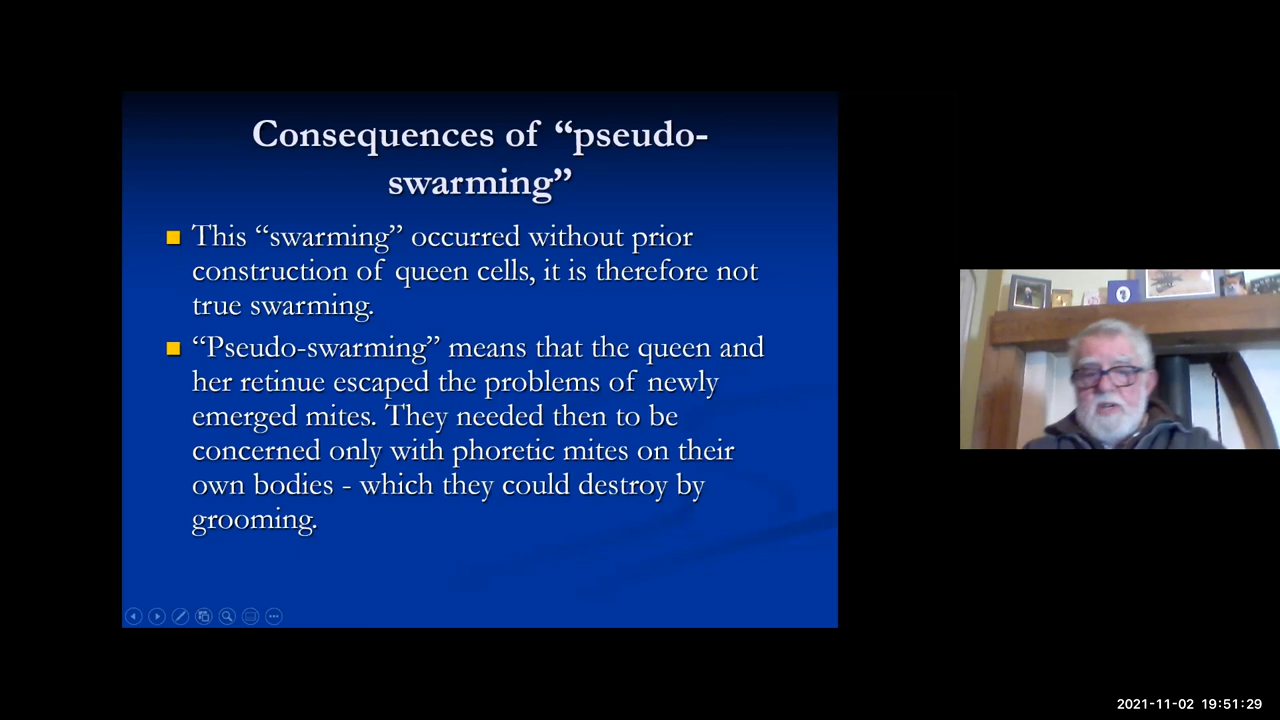 Consequences of “pseudo-
swarming”
This “swarming” occurred without prior
construction of queen cells, it is therefore not
true swarming.
“Pseudo-swarming” means that the queen and
her retinue escaped the problems of newly
emerged mites. They needed then to be
concerned only with phoretic mites on their
own bodies - which they could destroy by
grooming.
2021-11-02 19:51:29